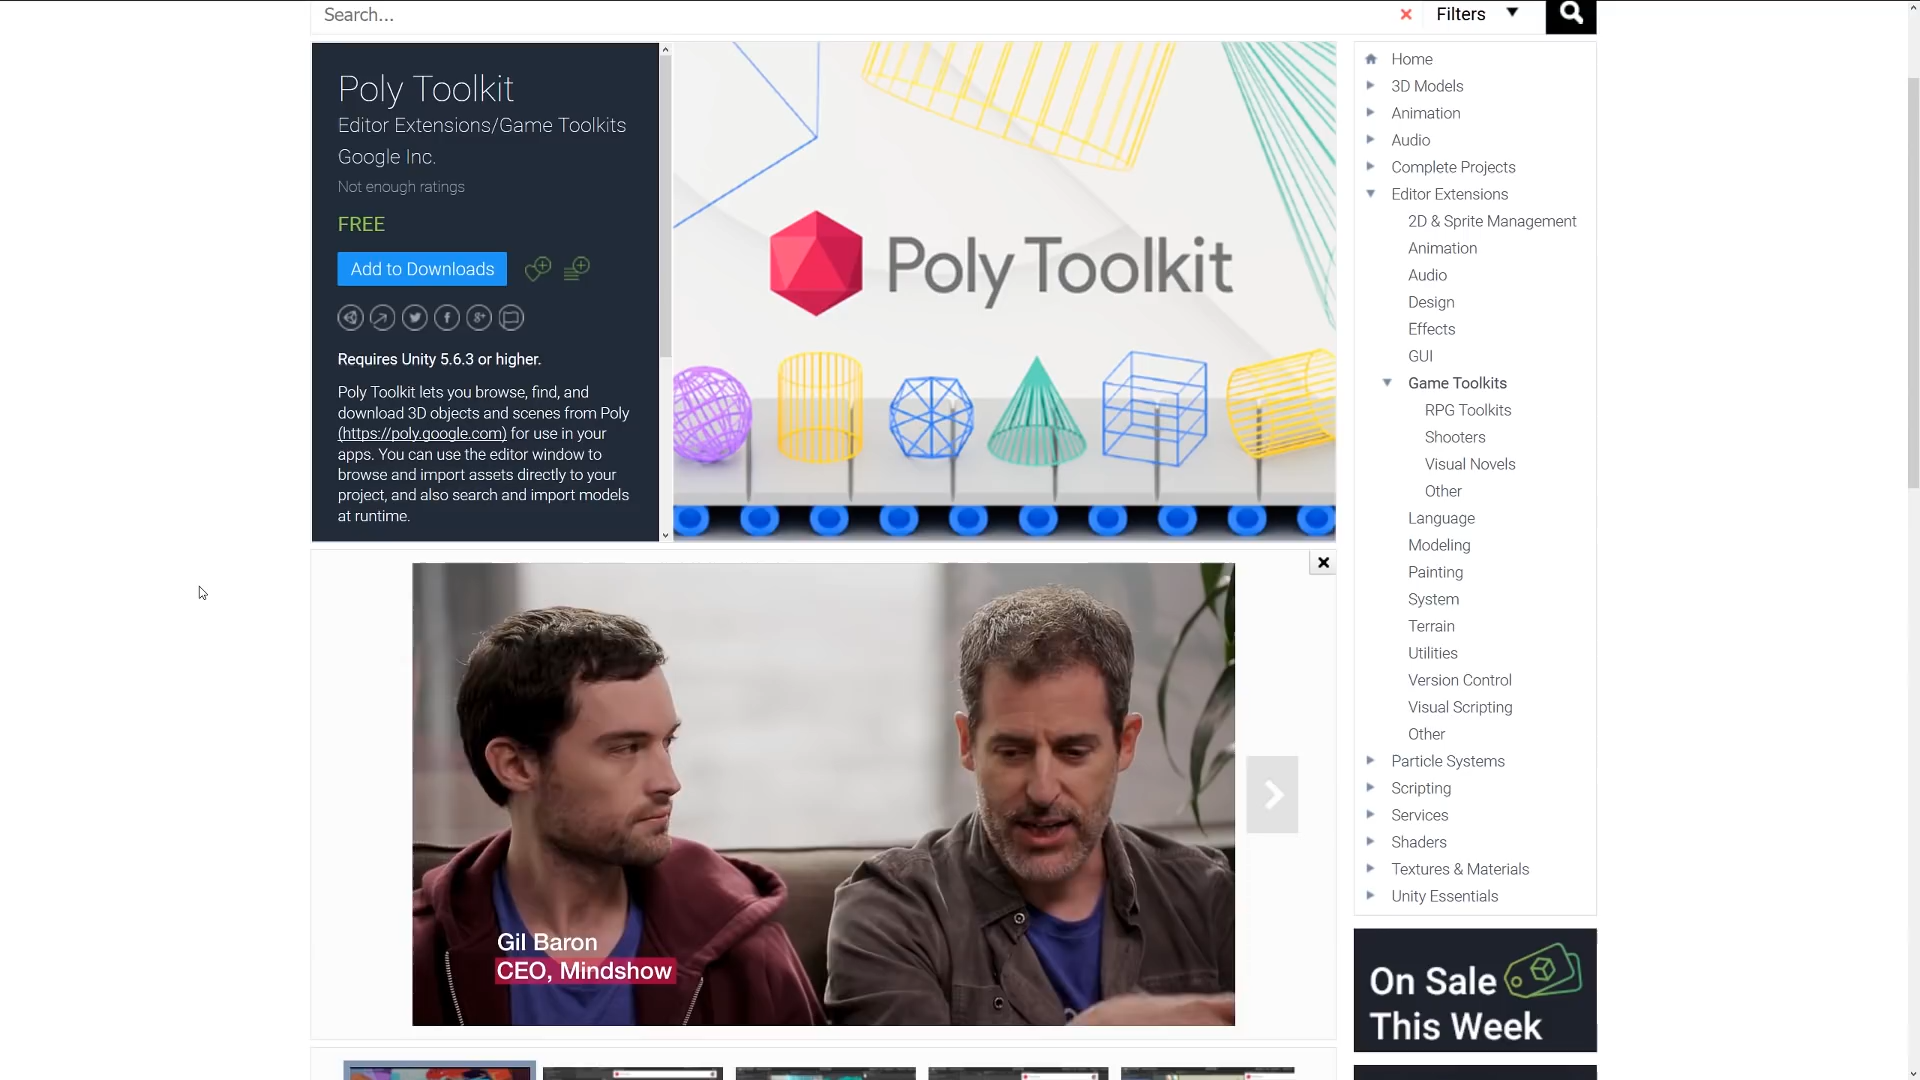 Search...
Filters
Poly Toolkit
Editor Extensions/Game Toolkits
Google Inc.
Not enough ratings
FREE
Add to Downloads
Requires Unity 5.6.3 or higher.
Poly Toolkit lets you browse, find, and
download 3D objects and scenes from Poly
(https://poly.google.com) for use in your
apps. You can use the editor window to
browse and import assets directly to your
project, and also search and import models
at runtime.
Poly Toolkit
Gil Baron
CEO, Mindshow
Home
3D Models
Animation
Audio
Complete Projects
Editor Extensions
2D & Sprite Management
Animation
Audio
Design
Effects
GUI
Game Toolkits
RPG Toolkits
Shooters
Visual Novels
Other
Language
Modeling
Painting
System
Terrain
Utilities
Version Control
Visual Scripting
Other
Particle Systems
Scripting
Services
Shaders
Textures & Materials
Unity Essentials
On Sale
This Week